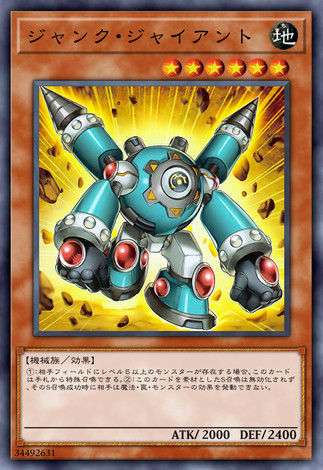 ジャンク・ジャイアント
地
【機械族／効果】
①：相手フィールドにレベル５以上のモンスターが存在する場合、このカード
は手札から特殊召喚できる。②：このカードを素材としたS召喚は無効化されず、
そのS召喚成功時に相手は魔法・罠・モンスターの効果を発動できない。
ATK/ 2000 DEF/2400
34492631